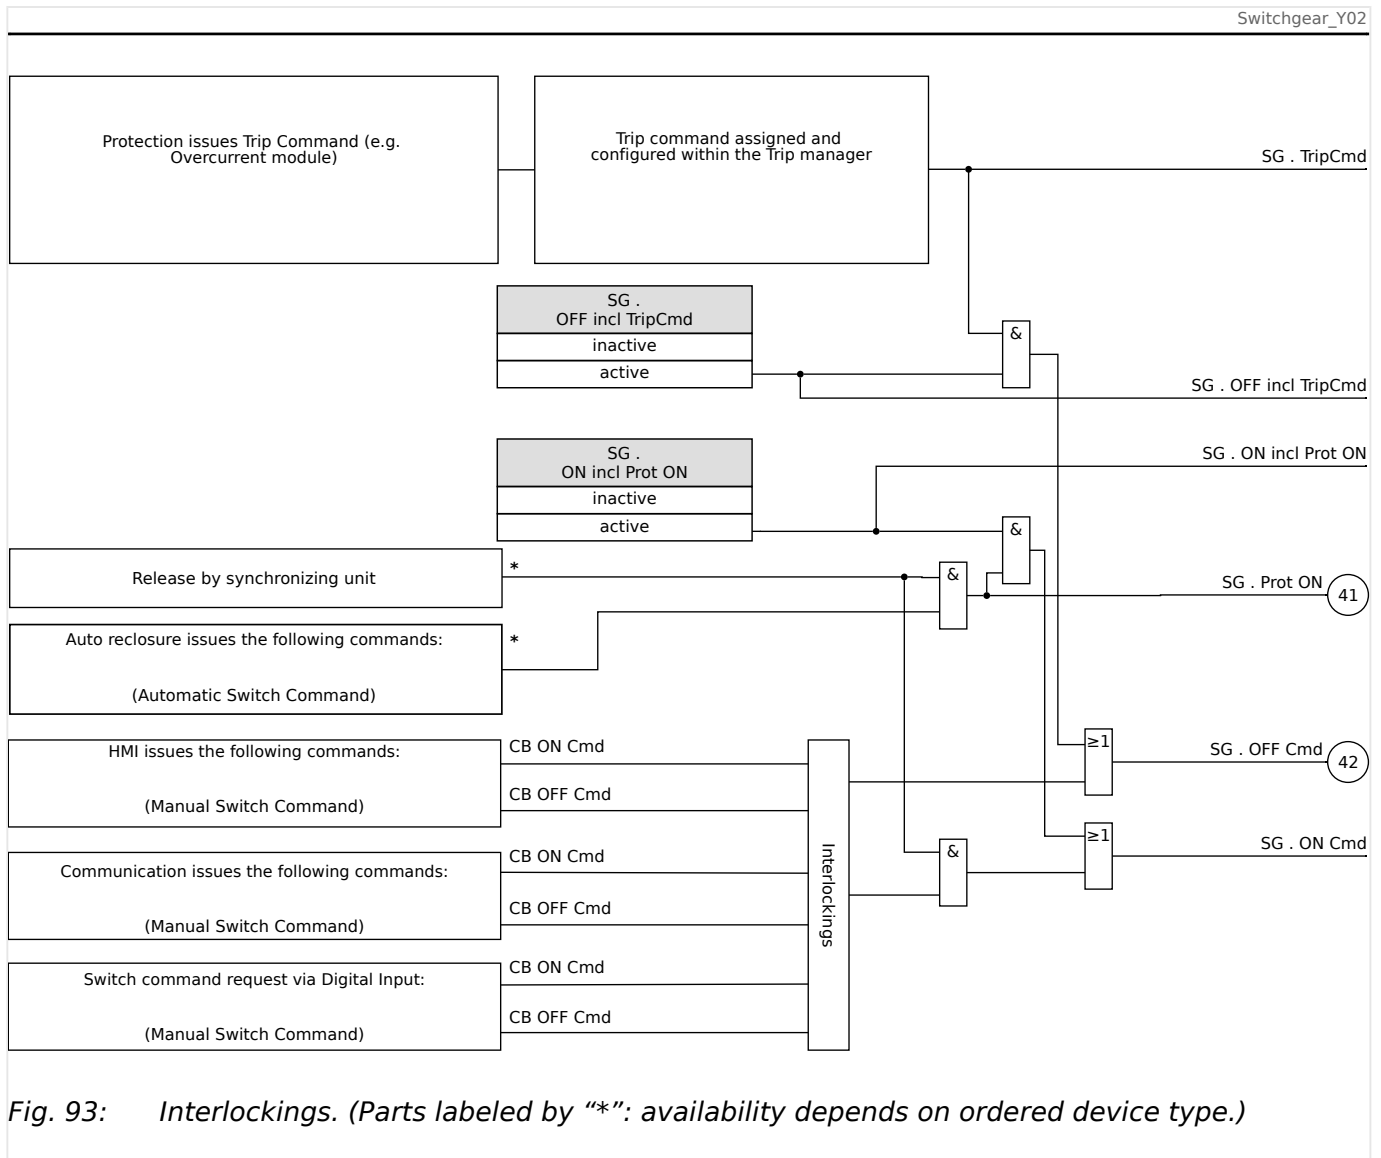 Switchgear_Y02
Protection issues Trip Command (e.g.
Overcurrent module)
Trip command assigned and
configured within the Trip manager
SG . TripCmd
SG .
OFF incl TripCmd
inactive
active
&
SG . OFF incl TripCmd
SG .
ON incl Prot ON
inactive
active
SG . ON incl Prot ON
&
Release by synchronizing unit
*
&
SG . Prot ON
41
Auto reclosure issues the following commands:
(Automatic Switch Command)
*
HMI issues the following commands:
(Manual Switch Command)
CB ON Cmd
CB OFF Cmd
≥1
SG . OFF Cmd
42
Communication issues the following commands:
(Manual Switch Command)
CB ON Cmd
CB OFF Cmd
Interlockings
&
≥1
SG . ON Cmd
Switch command request via Digital Input:
(Manual Switch Command)
CB ON Cmd
CB OFF Cmd
Fig. 93: Interlockings. (Parts labeled by “*”: availability depends on ordered device type.)